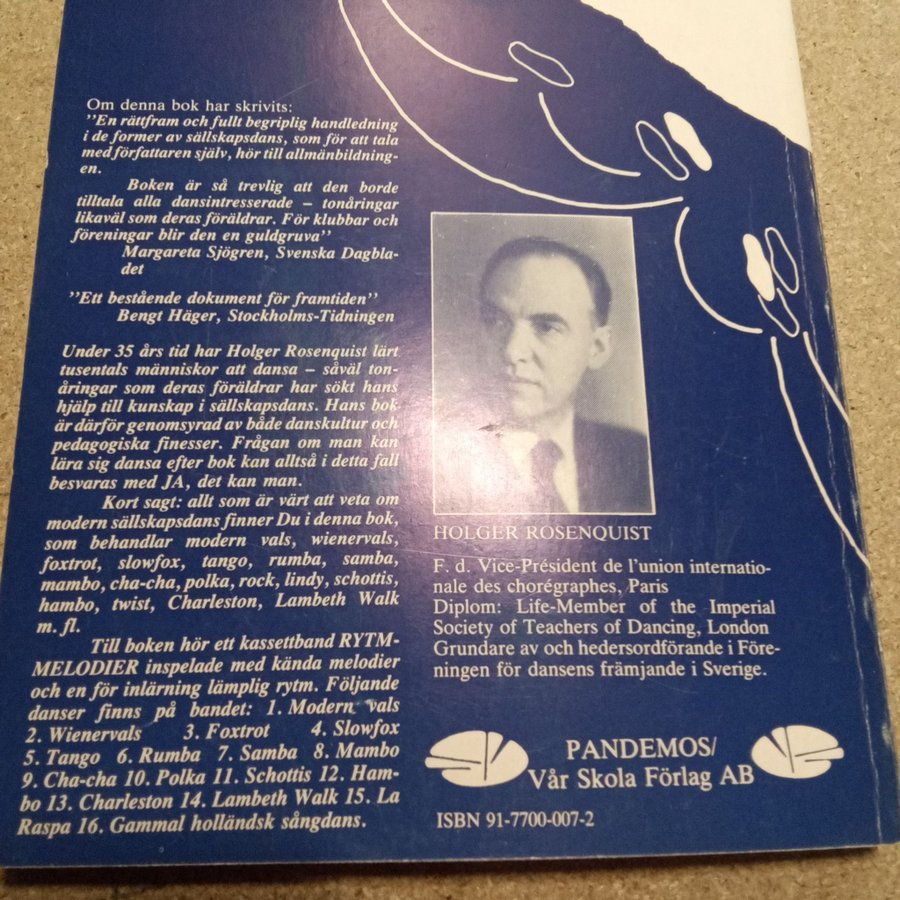 Om denna bok har skrivits:
”En rättfram och fullt begriplig handledning
i de former av sällskapsdans, som för att tala
med författaren själv, hör till allmänbildning-
en.
Boken är så trevlig att den borde
tilltala alla dansintresserade – tonåringar
likaväl som deras föräldrar. För klubbar och
föreningar blir den en guldgruva”
Margareta Sjögren, Svenska Dagbla-
det
”Ett bestående dokument för framtiden”
Bengt Häger, Stockholms-Tidningen
Under 35 års tid har Holger Rosenquist lärt
tusentals människor att dansa – såväl ton-
åringar som deras föräldrar har sökt hans
hjälp till kunskap i sällskapsdans. Hans bok
är därför genomsyrad av både danskultur och
pedagogiska finesser. Frågan om man kan
lära sig dansa efter bok kan alltså i detta fall
besvaras med JA, det kan man.
Kort sagt: allt som är värt att veta om
modern sällskapsdans finner Du i denna bok,
som behandlar modern vals, wienervals,
foxtrot, slowfox, tango, rumba, samba,
mambo, cha-cha, polka, rock, lindy, schottis,
hambo, twist, Charleston, Lambeth Walk
m. fl.
Till boken hör ett kassettband RYTM-
MELODIER inspelade med kända melodier
och en för inlärning lämplig rytm. Följande
danser finns på bandet: 1. Modern vals
2. Wienervals 3. Foxtrot 4. Slowfox
5. Tango 6. Rumba 7. Samba 8. Mambo
9. Cha-cha 10. Polka 11. Schottis 12. Ham-
bo 13. Charleston 14. Lambeth Walk 15. La
Raspa 16. Gammal holländsk sångdans.
HOLGER ROSENQUIST
F. d. Vice-Président de l’union internatio-
nale des chorégraphes, Paris
Diplom: Life-Member of the Imperial
Society of Teachers of Dancing, London
Grundare av och hedersordförande i Före-
ningen för dansens främjande i Sverige.
PANDEMOS/
Vår Skola Förlag AB
ISBN 91-7700-007-2